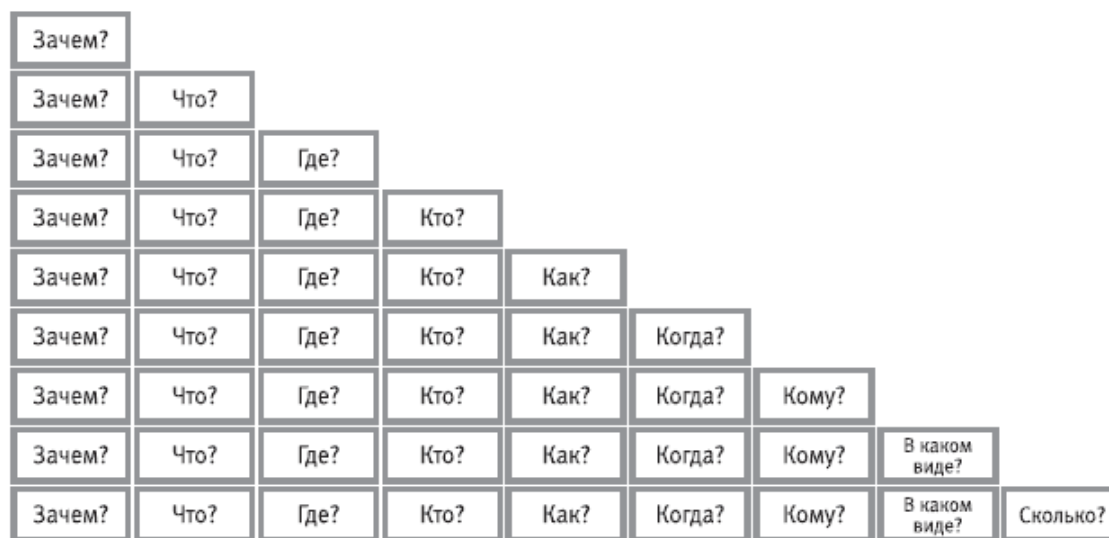 Зачем?
Зачем? Что?
Зачем? Что? Где?
Зачем? Что? Где? Кто?
Зачем? Что? Где? Кто? Как?
Зачем? Что? Где? Кто? Как? Когда?
Зачем? Что? Где? Кто? Как? Когда? Кому?
Зачем? Что? Где? Кто? Как? Когда? Кому? В каком виде?
Зачем? Что? Где? Кто? Как? Когда? Кому? В каком виде? Сколько?